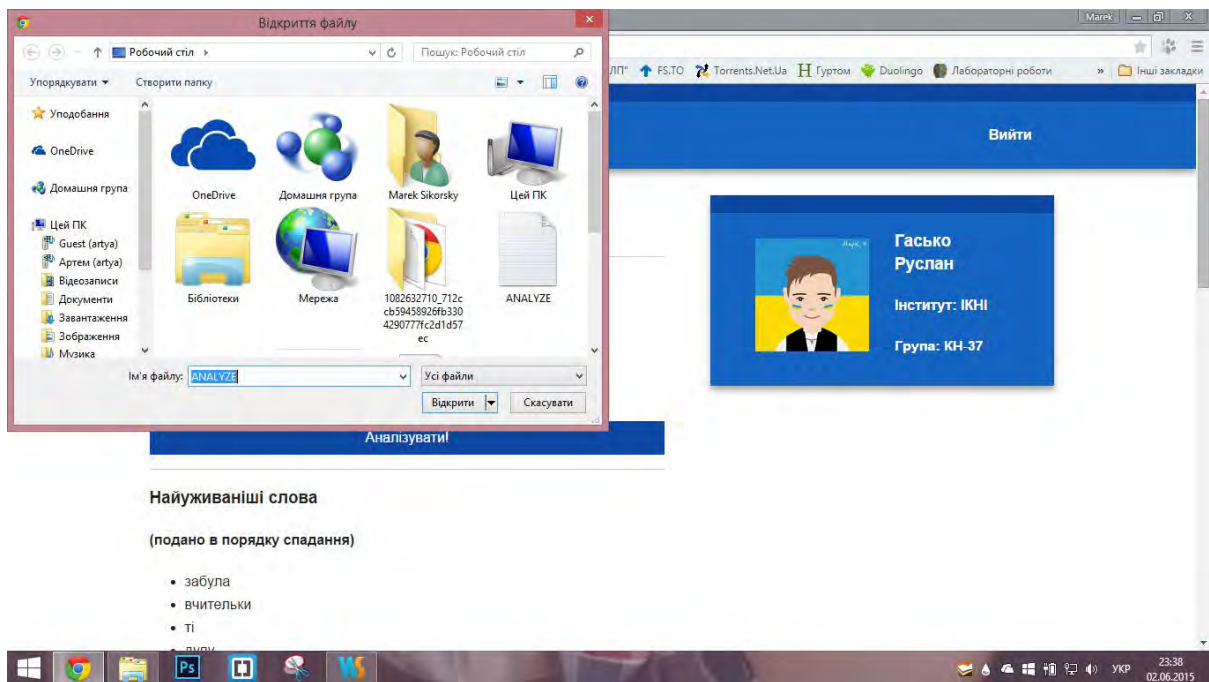 Відкриття файлу
Marek
Робочий стіл
Пошук: Робочий стіл
Упорядкувати
Створити папку
ЛП"
FS.TO
Torrents.Net.Ua
Гуртом
Duolingo
Лабораторні роботи
»
Інші закладки
Уподобання
OneDrive
Домашня група
Цей ПК
Guest (artya)
Артем (artya)
Відеозаписи
Документи
Завантаження
Зображення
Музика
OneDrive
Домашня група
Marek Sikorsky
Цей ПК
Бібліотеки
Мережа
1082632710_712c
cb59458926fb330
4290777fc2d1d57
ec
ANALYZE
Ім'я файлу:
ANALYZE
Усі файли
Відкрити
Скасувати
Вийти
Гасько
Руслан
Інститут: ІКНІ
Група: КН-37
Аналізувати!
Найуживаніші слова
(подано в порядку спадання)
забула
вчительки
ті
Ps
УКР
23:38
02.06.2015